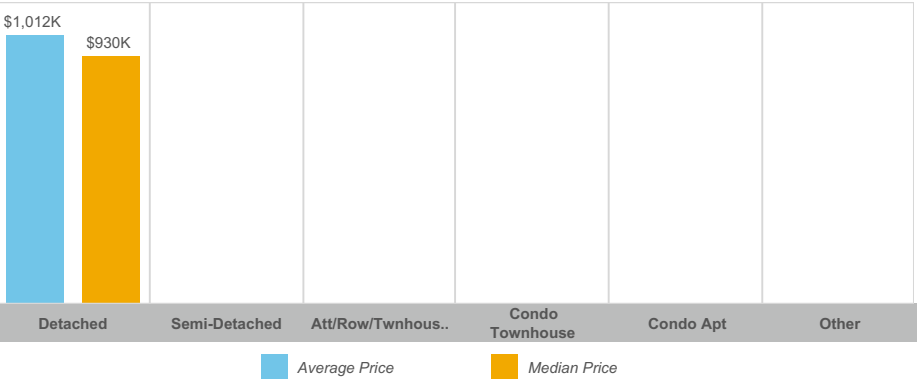 $1,012K
$930K
Detached
Semi-Detached
Att/Row/Twnhous..
Condo
Townhouse
Condo Apt
Other
Average Price
Median Price